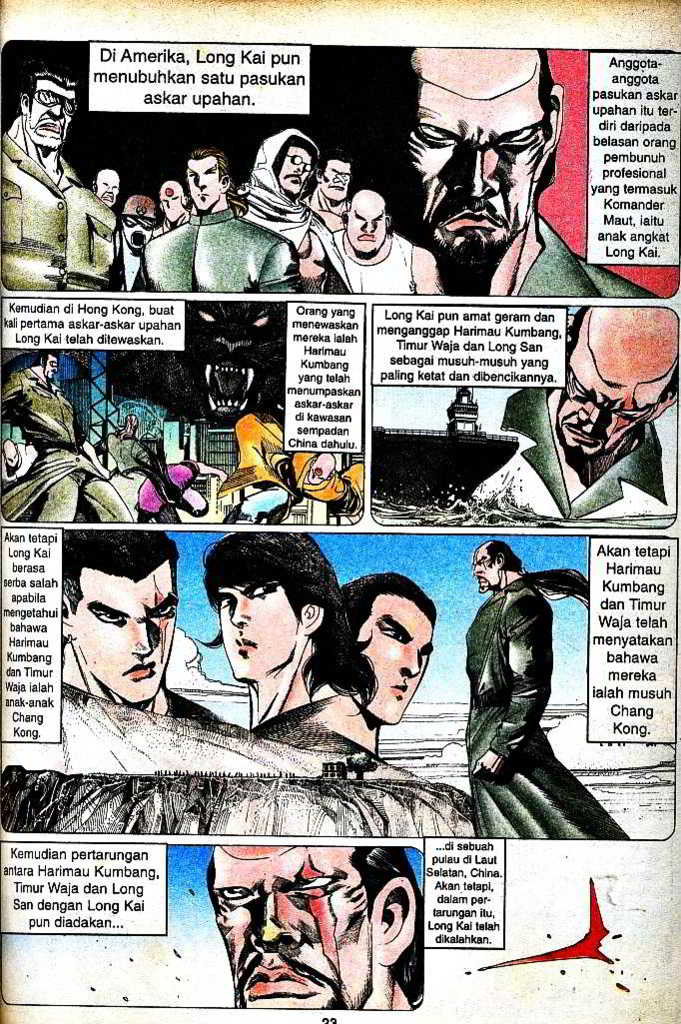 Di Amerika, Long Kai pun
menubuhkan satu pasukan
askar upahan.
Anggota-
anggota
pasukan askar
upahan itu ter-
diri daripada
belasan orang
pembunuh
profesional
yang termasuk
Komander
Maut, iaitu
anak angkat
Long Kai.
Kemudian di Hong Kong, buat
kali pertama askar-askar upahan
Long Kai telah ditewaskan.
Orang yang
menewaskan
mereka ialah
Harimau
Kumbang
yang telah
menumpaskan
askar-askar
di kawasan
sempadan
China dahulu.
Long Kai pun amat geram dan
menganggap Harimau Kumbang,
Timur Waja dan Long San
sebagai musuh-musuh yang
paling ketat dan dibencikannya.
Akan tetapi
Long Kai
berasa
serba salah
apabila
mengetahui
bahawa
Harimau
Kumbang
dan Timur
Waja ialah
anak-anak
Chang
Kong.
Akan tetapi
Harimau
Kumbang
dan Timur
Waja telah
menyatakan
bahawa
mereka
ialah musuh
Chang
Kong.
Kemudian pertarungan
antara Harimau Kumbang,
Timur Waja dan Long
San dengan Long Kai
pun diadakan...
...di sebuah
pulau di Laut
Selatan, China.
Akan tetapi,
dalam per-
tarungan itu,
Long Kai telah
dikalahkan.
23